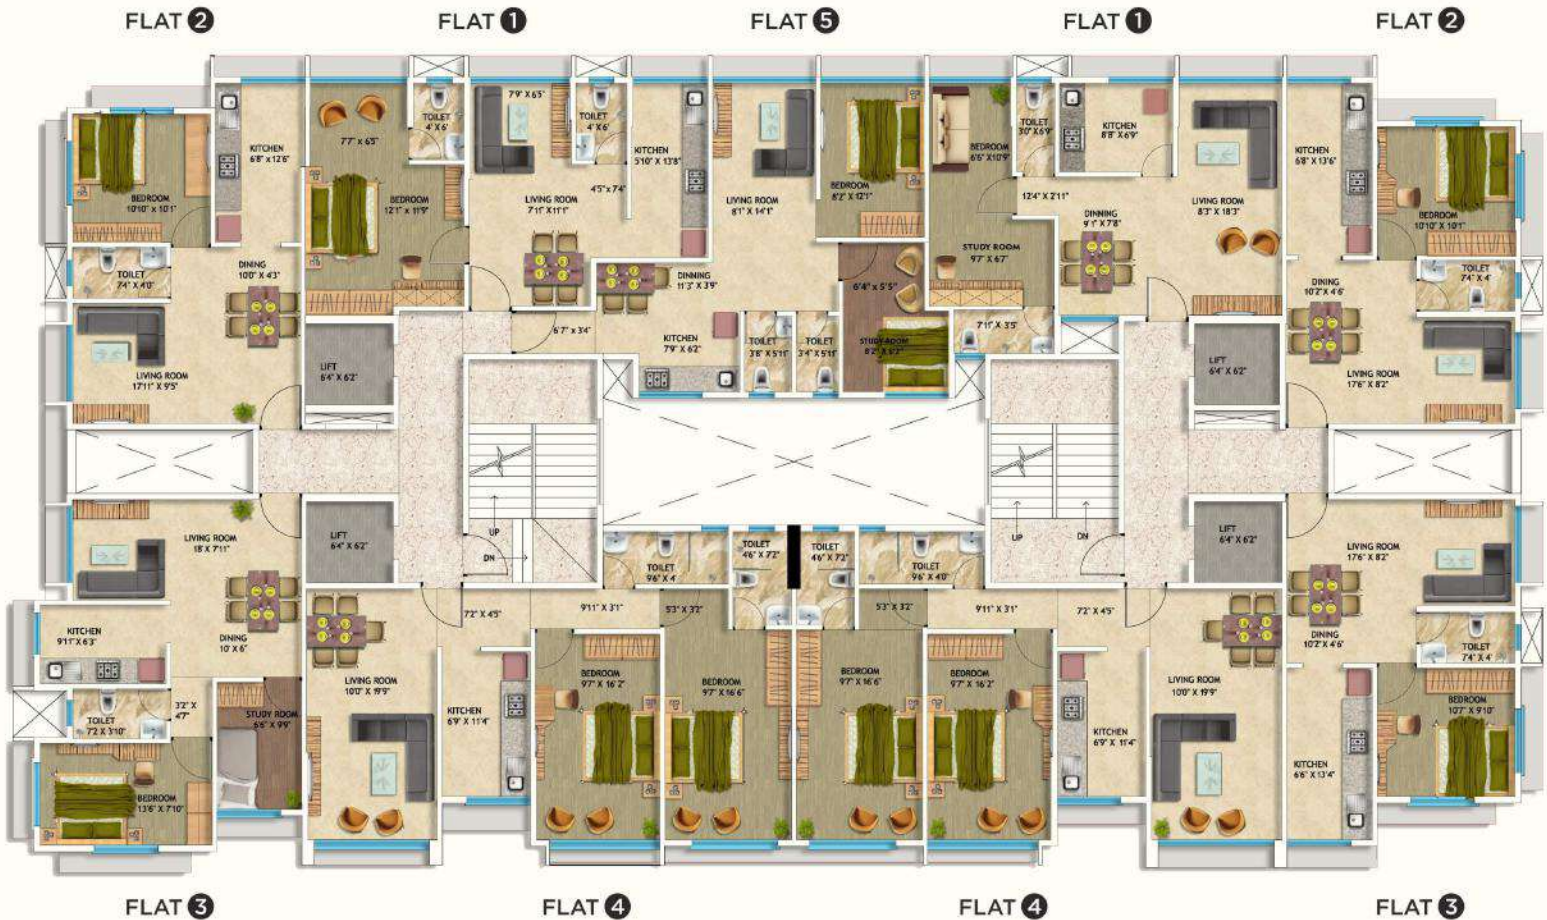 FLAT 2
FLAT 1
FLAT 5
FLAT 1
FLAT 2
BEDROOM
10'10" x 10'1"
KITCHEN
6'8" x 12'6"
TOILET
7'4" X 4'0"
DINING
10'0" X 4'3"
LIVING ROOM
17'11" X 9'5"
7'7" x 6'5"
TOILET
4' X 6'
BEDROOM
12'1" x 11'9"
LIFT
6'4" X 6'2"
7'9" X 6'5"
TOILET
4' X 6'
4'5" x 7'4"
LIVING ROOM
7'11" X 11'1"
6'7" x 3'4"
KITCHEN
5'10" X 13'8"
LIVING ROOM
8'1" X 14'1"
DINNING
11'3" X 3'9"
KITCHEN
7'9" X 6'2"
TOILET
3'8" X 5'11"
TOILET
3'4" X 5'11"
BEDROOM
8'2" X 12'1"
6'4" x 5'5"
STUDY ROOM
BEDROOM
6'6" X 10'9"
TOILET
3'0" X 6'9"
KITCHEN
8'8" X 6'9"
12'4" X 2'11"
DINNING
9'1" X 7'8"
LIVING ROOM
8'3" X 18'3"
STUDY ROOM
9'7" X 6'7"
7'11" X 3'5"
LIFT
6'4" X 6'2"
KITCHEN
6'8" X 13'6"
BEDROOM
10'10" X 10'1"
TOILET
7'4" X 4'
DINING
10'2" X 4'6"
LIVING ROOM
17'6" X 8'2"
LIVING ROOM
18' X 7'11"
LIFT
6'4" X 6'2"
UP
DN
KITCHEN
9'11" X 6'3"
DINING
10' X 6"
TOILET
7'2 X 3'10"
3'2" X
4'7"
STUDY ROOM
6'6" X 9'9"
BEDROOM
13'6" X 7'10"
LIVING ROOM
10'0" X 19'9"
7'2" X 4'5"
KITCHEN
6'9" X 11'4"
9'11" X 3'1"
TOILET
9'6" X 4'
5'3" X 3'2"
TOILET
4'6" X 7'2"
BEDROOM
9'7" X 16'2"
BEDROOM
9'7" X 16'6"
TOILET
4'6" X 7'2"
TOILET
9'6" X 4'0"
5'3" X 3'2"
9'11" X 3'1"
7'2" X 4'5"
BEDROOM
9'7" X 16'6"
BEDROOM
9'7" X 16'2"
KITCHEN
6'9" X 11'4"
LIVING ROOM
10'0" X 19'9"
UP
DN
LIFT
6'4" X 6'2"
LIVING ROOM
17'6" X 8'2"
DINING
10'2" X 4'6"
TOILET
7'4" X 4'
BEDROOM
10'7" X 9'10"
KITCHEN
6'6" X 13'4"
FLAT 3
FLAT 4
FLAT 4
FLAT 3